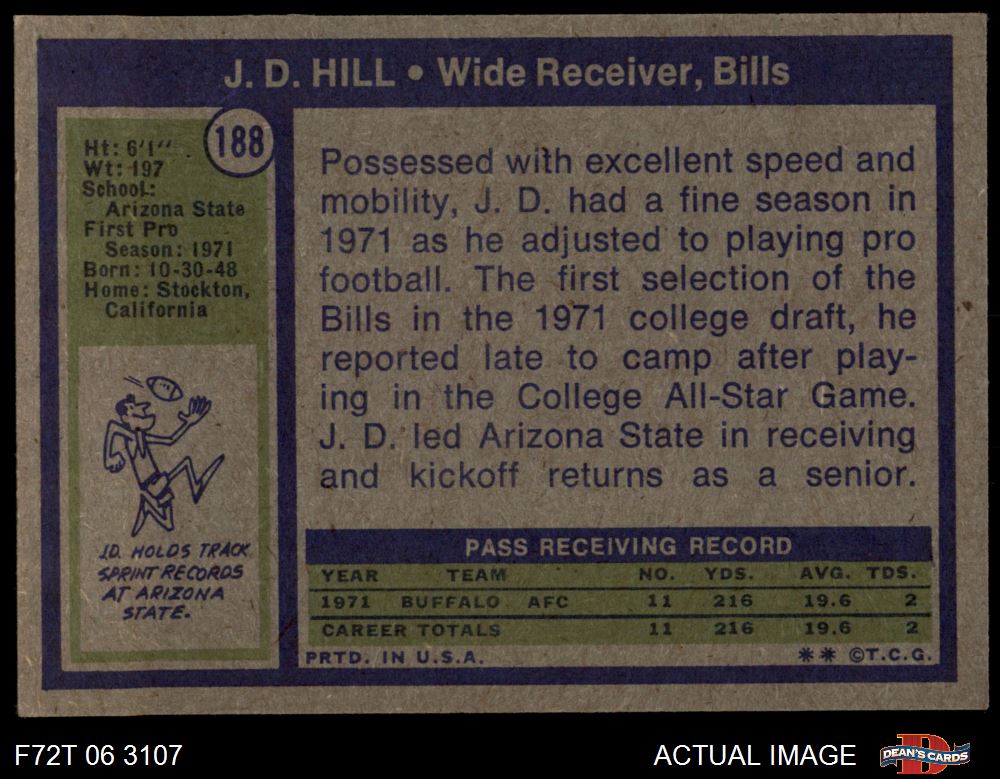 J. D. HILL • Wide Receiver, Bills
188
Ht: 6'1"
Wt: 197
School:
Arizona State
First Pro
Season: 1971
Born: 10-30-48
Home: Stockton,
California
J.D. HOLDS TRACK
SPRINT RECORDS
AT ARIZONA
STATE.
Possessed with excellent speed and
mobility, J. D. had a fine season in
1971 as he adjusted to playing pro
football. The first selection of the
Bills in the 1971 college draft, he
reported late to camp after play-
ing in the College All-Star Game.
J. D. led Arizona State in receiving
and kickoff returns as a senior.
PASS RECEIVING RECORD
YEAR TEAM NO. YDS. AVG. TDS.
1971 BUFFALO AFC 11 216 19.6 2
CAREER TOTALS 11 216 19.6 2
PRTD. IN U.S.A. ** ©T.C.G.
F72T 06 3107 ACTUAL IMAGE DEAN'S CARDS